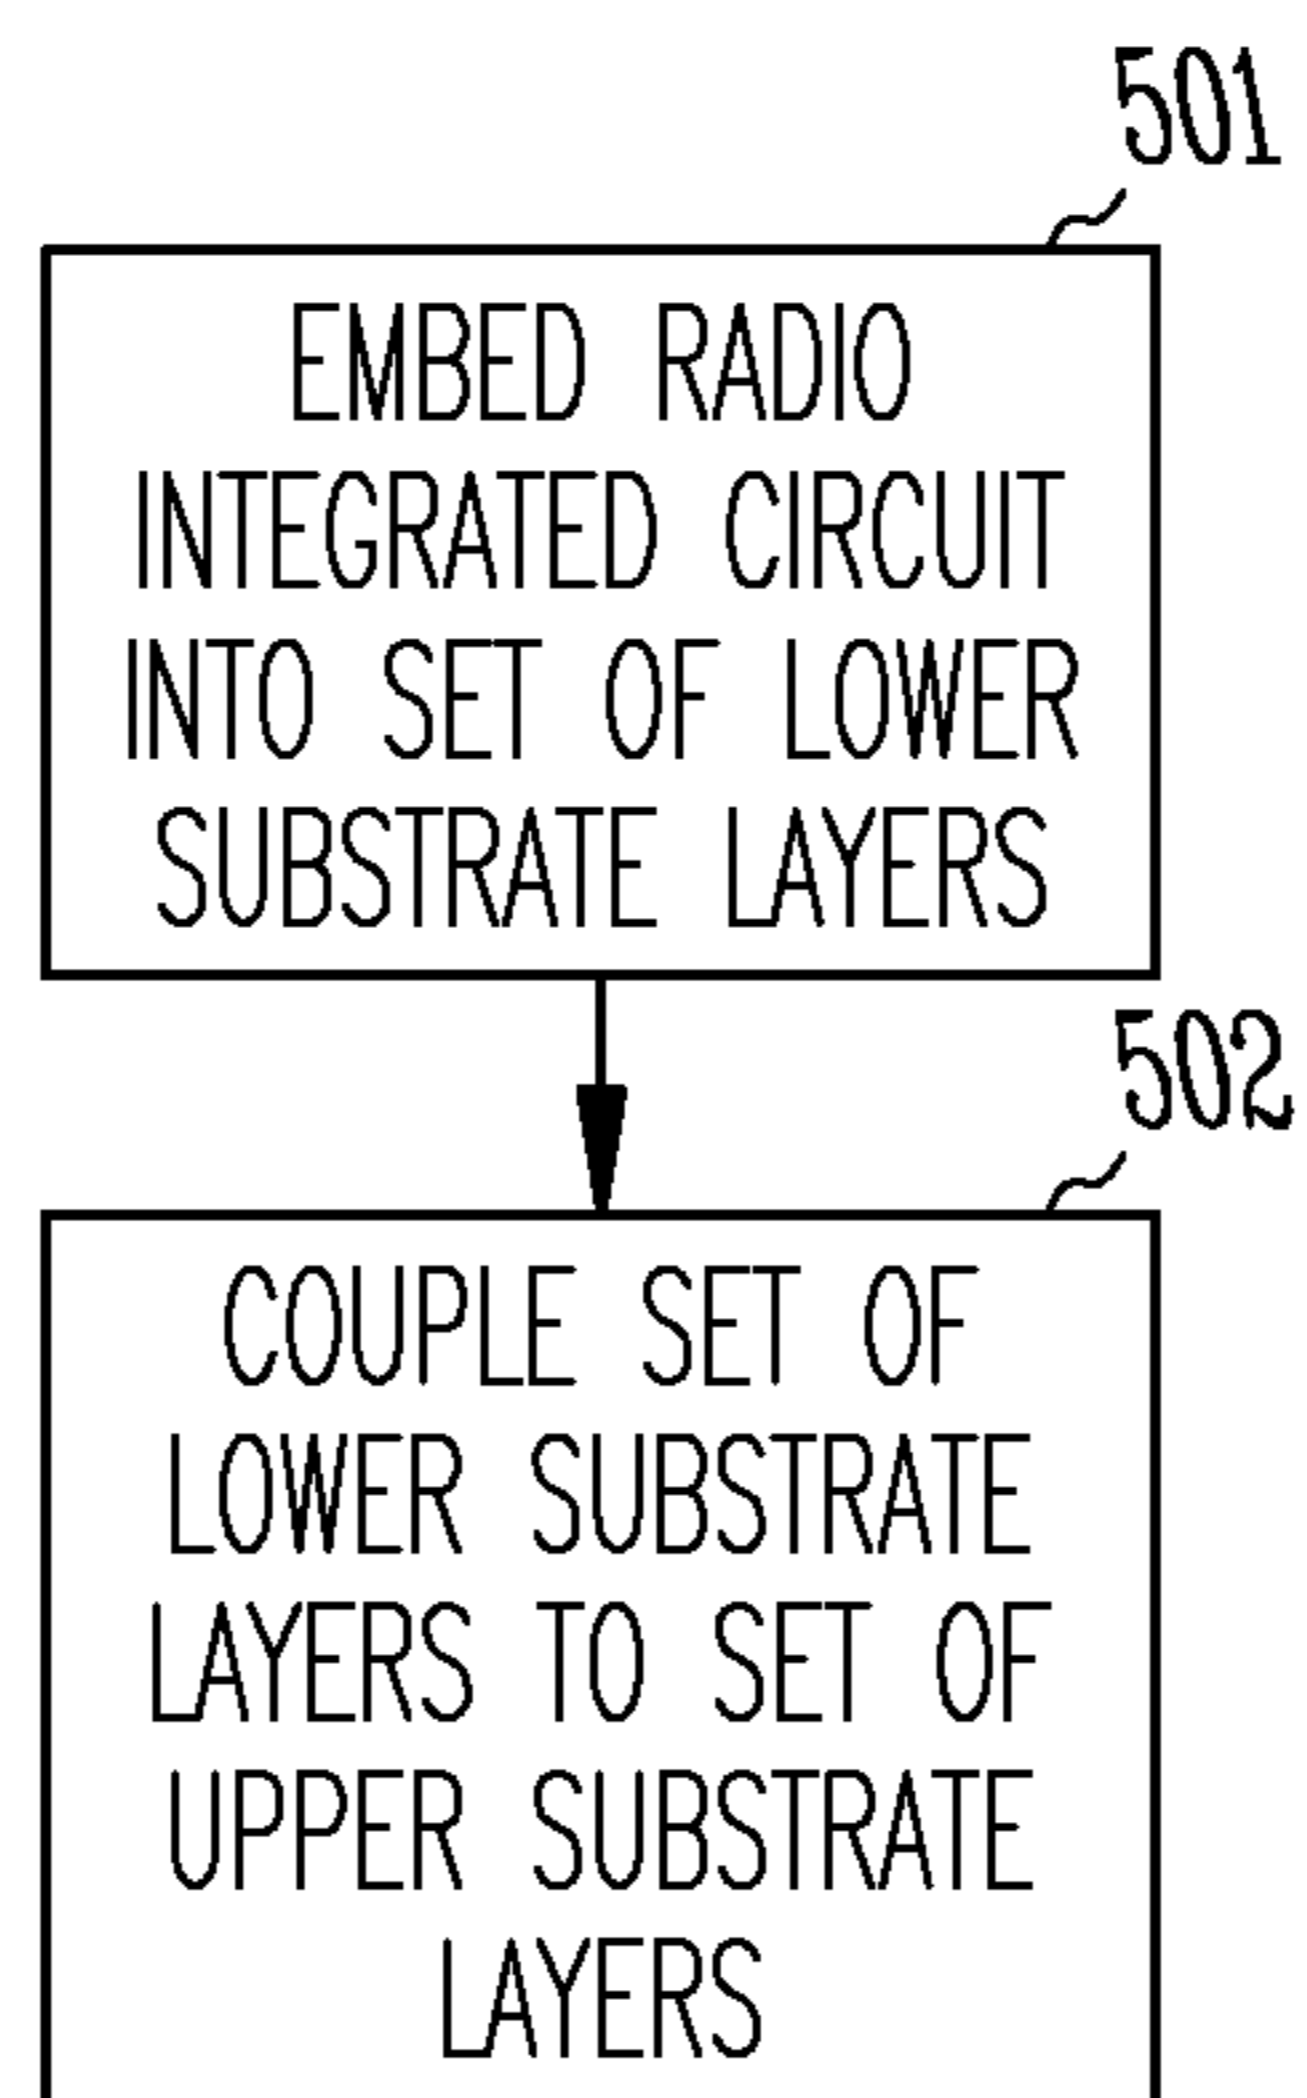 501
EMBED RADIO
INTEGRATED CIRCUIT
INTO SET OF LOWER
SUBSTRATE LAYERS
502
COUPLE SET OF
LOWER SUBSTRATE
LAYERS TO SET OF
UPPER SUBSTRATE
LAYERS